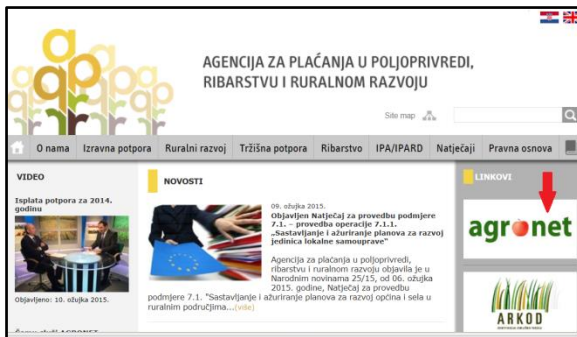 AGENCIJA ZA PLAĆANJA U POLJOPRIVREDI,
RIBARSTVU I RURALNOM RAZVOJU
Site map
O nama Izravna potpora Ruralni razvoj Tržišna potpora Ribarstvo IPA/IPARD Natječaji Pravna osnova
VIDEO
Isplata potpora za 2014.
godinu
Objavljeno: 10. ožujka 2015.
NOVOSTI
09. ožujka 2015.
Objavljen Natječaj za provedbu podmjere
7.1. – provedba operacije 7.1.1.
„Sastavljanje i ažuriranje planova za razvoj
jedinica lokalne samouprave"
Agencija za plaćanja u poljoprivredi,
ribarstvu i ruralnom razvoju objavila je u
Narodnim novinama 25/15, od 06. ožujka
2015. godine, Natječaj za provedbu
podmjere 7.1. "Sastavljanje i ažuriranje planova za razvoj općina i sela u
ruralnim područjima...(više)
LINKOVI
agronet
ARKOD